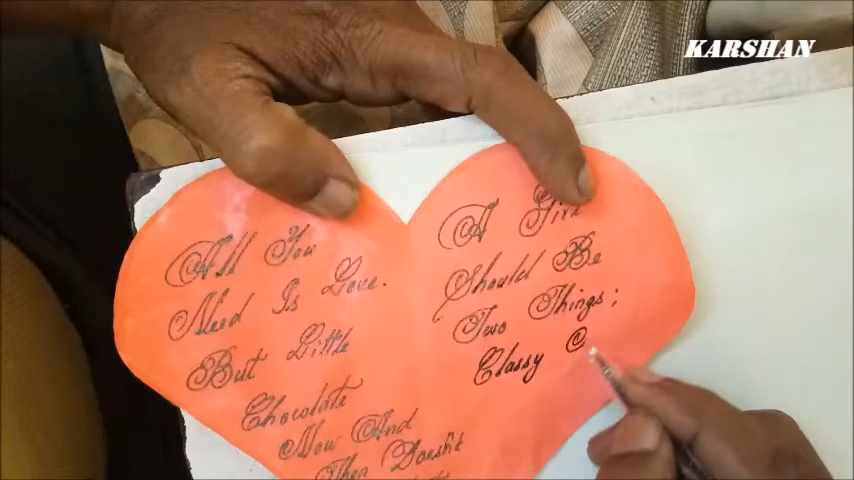 KARSHAN
All You
Need Is Love.
But Little
Chocolate
Now And
Then Doesn't
A Girl
Should Be
Two Things;
Classy